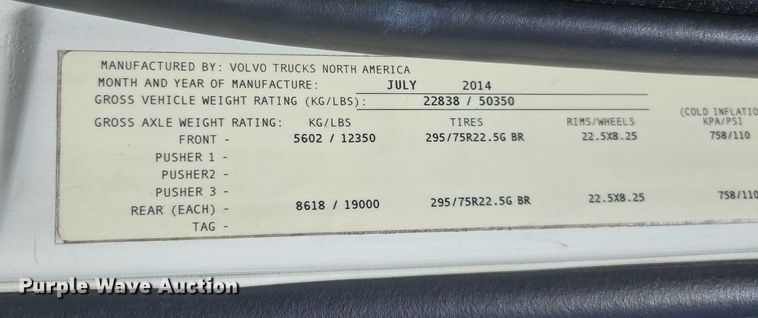 MANUFACTURED BY: VOLVO TRUCKS NORTH AMERICA
MONTH AND YEAR OF MANUFACTURE: JULY 2014
GROSS VEHICLE WEIGHT RATING (KG/LBS): 22838 / 50350
(COLD INFLATIO
GROSS AXLE WEIGHT RATING: KG/LBS TIRES RIMS/WHEELS KPA/PSI
FRONT - 5602 / 12350 295/75R22.5G BR 22.5X8.25 758/110
PUSHER 1 -
PUSHER2 -
PUSHER 3 -
REAR (EACH) - 8618 / 19000 295/75R22.5G BR 22.5X8.25 758/110
TAG -
Purple Wave Auction